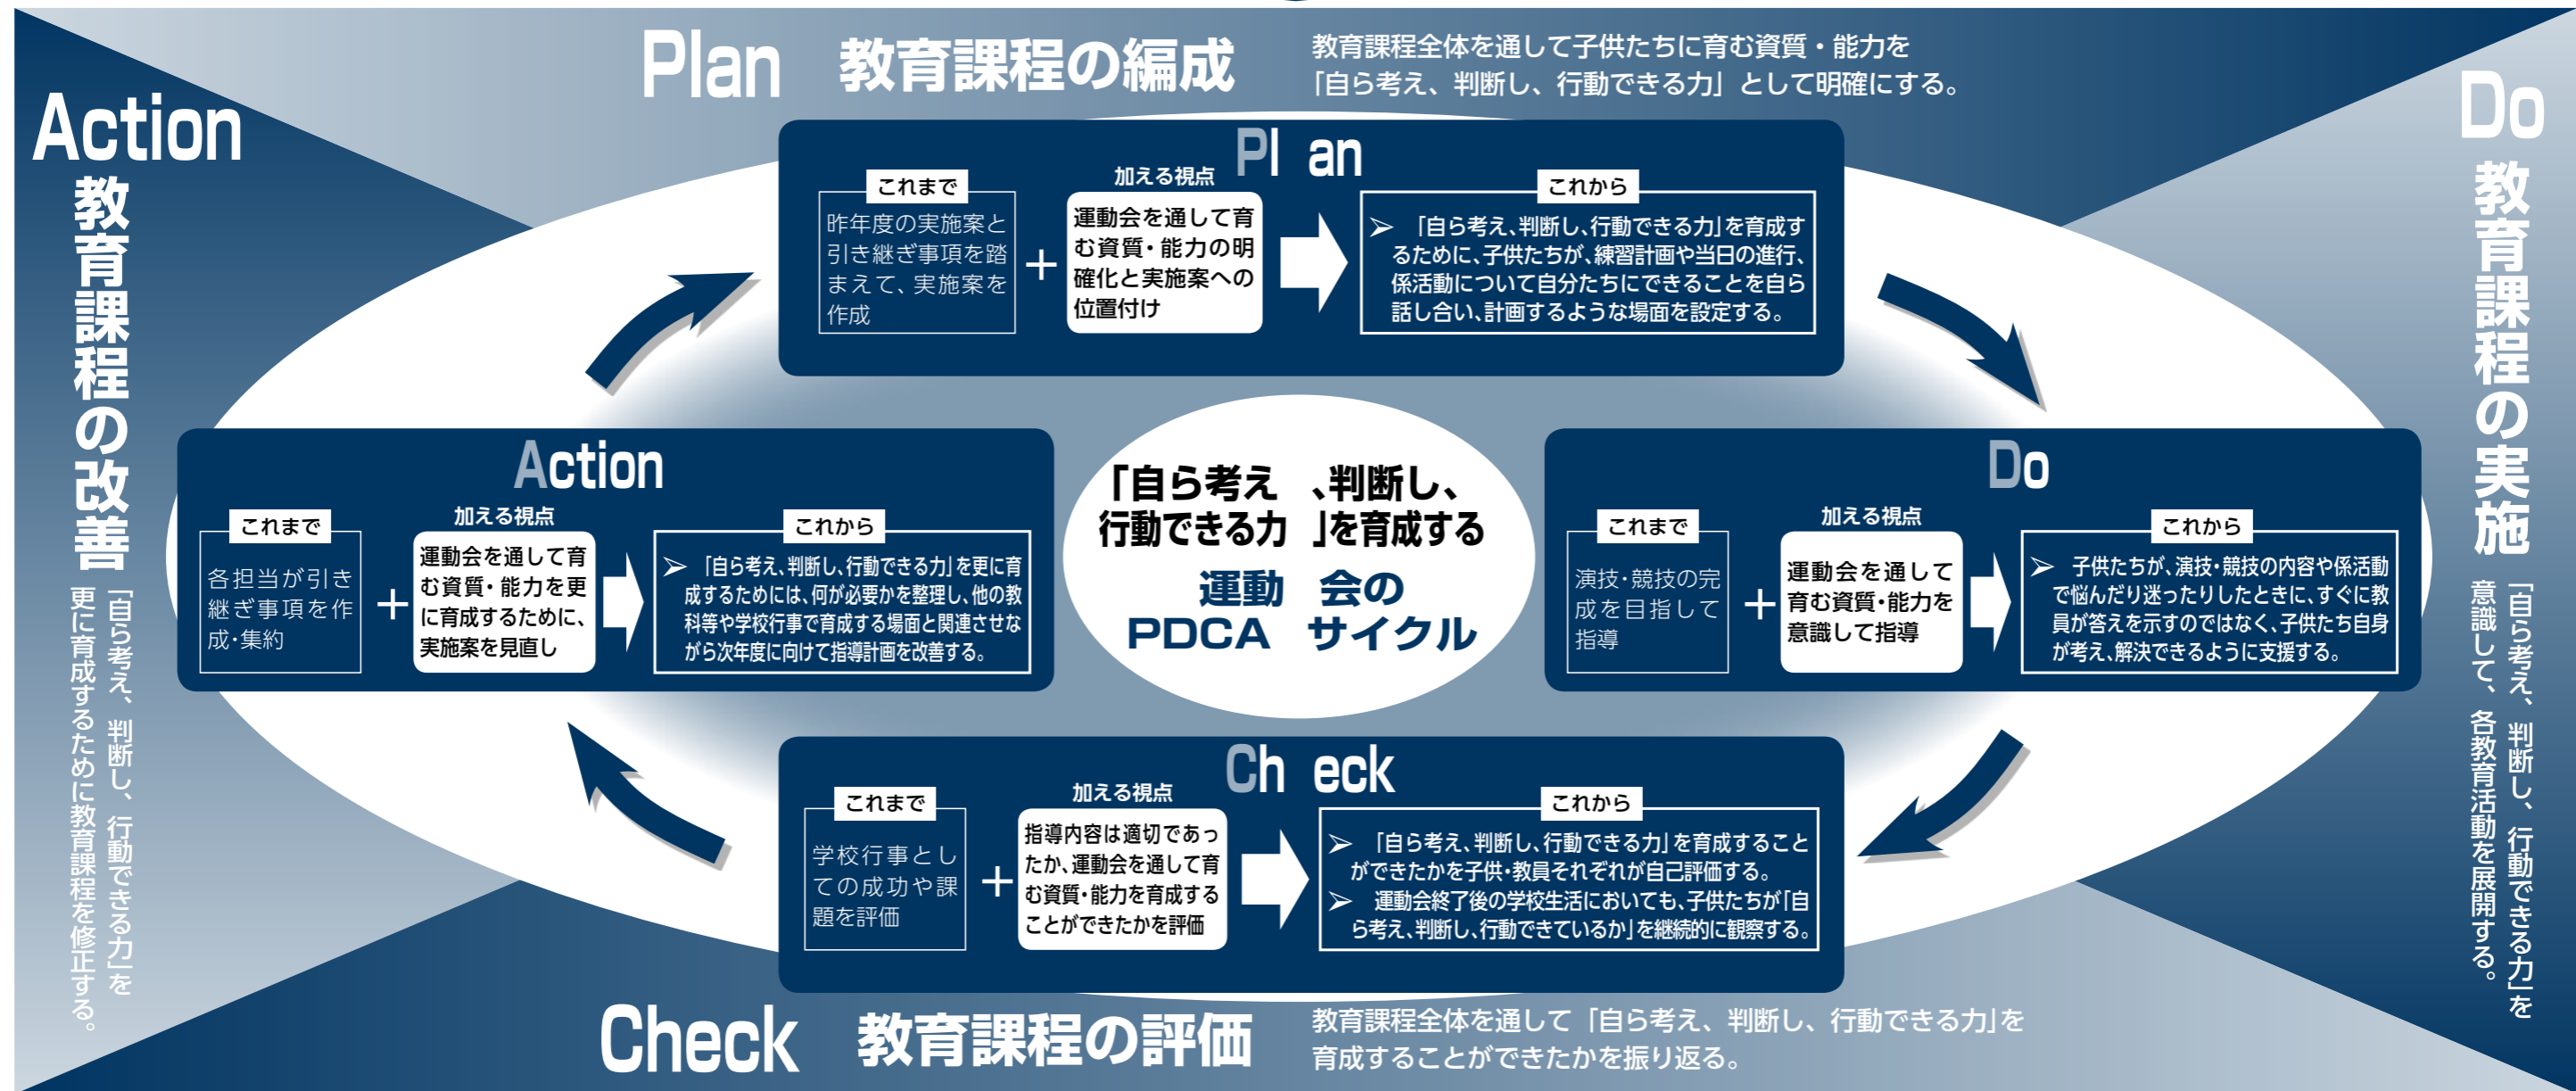 Plan 教育課程の編成
教育課程全体を通して子供たちに育む資質・能力を
「自ら考え、判断し、行動できる力」として明確にする。
Action
教育課程の改善
「自ら考え、判断し、行動できる力」を
更に育成するために教育課程を修正する。
Do
教育課程の実施
「自ら考え、判断し、行動できる力」を
意識して、各教育活動を展開する。
Pl an
これまで
昨年度の実施案と
引き継ぎ事項を踏
まえて、実施案を
作成
+
加える視点
運動会を通して育
む資質・能力の明
確化と実施案への
位置付け
これから
➢ 「自ら考え、判断し、行動できる力」を育成す
るために、子供たちが、練習計画や当日の進行、
係活動について自分たちにできることを自ら
話し合い、計画するような場面を設定する。
Action
これまで
各担当が引き
継ぎ事項を作
成・集約
+
加える視点
運動会を通して育
む資質・能力を更
に育成するために、
実施案を見直し
これから
➢ 「自ら考え、判断し、行動できる力」を更に育
成するためには、何が必要かを整理し、他の教
科等や学校行事で育成する場面と関連させな
がら次年度に向けて指導計画を改善する。
「自ら考え 、判断し、
行動できる力 」を育成する
運動 会の
PDCA サイクル
Do
これまで
演技・競技の完
成を目指して
指導
+
加える視点
運動会を通して
育む資質・能力を
意識して指導
これから
➢ 子供たちが、演技・競技の内容や係活動
で悩んだり迷ったりしたときに、すぐに教
員が答えを示すのではなく、子供たち自身
が考え、解決できるように支援する。
Ch eck
これまで
学校行事とし
ての成功や課
題を評価
+
加える視点
指導内容は適切であっ
たか、運動会を通して育
む資質・能力を育成する
ことができたかを評価
これから
➢ 「自ら考え、判断し、行動できる力」を育成すること
ができたかを子供・教員それぞれが自己評価する。
➢ 運動会終了後の学校生活においても、子供たちが「自
ら考え、判断し、行動できているか」を継続的に観察する。
Check 教育課程の評価
教育課程全体を通して「自ら考え、判断し、行動できる力」を
育成することができたかを振り返る。